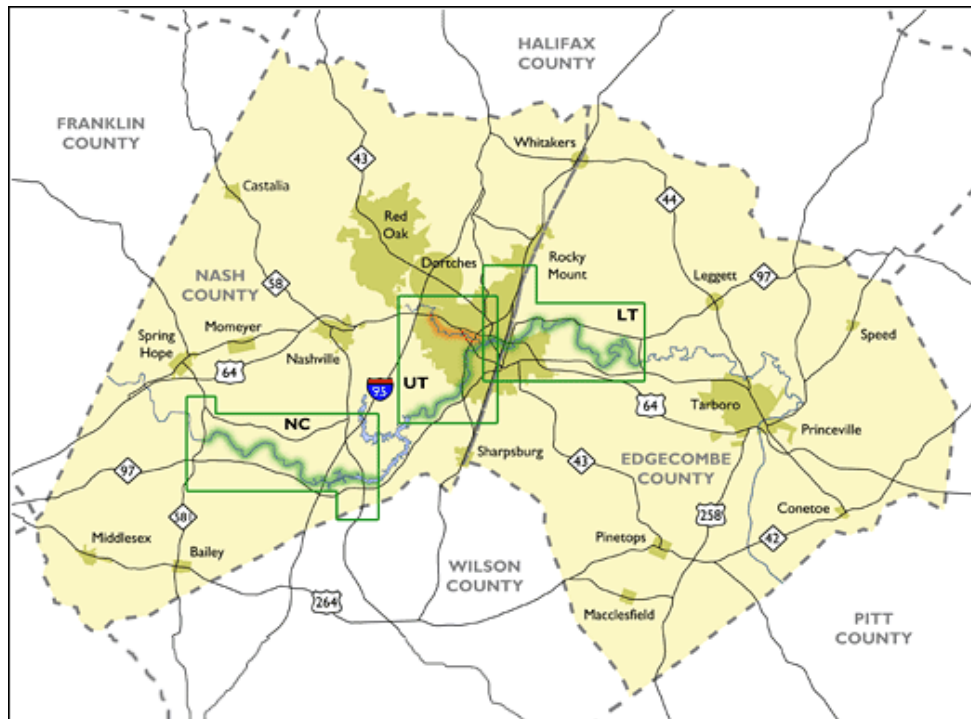 HALIFAX
COUNTY
FRANKLIN
COUNTY
Whitakers
43
Castalia
44
Red
Oak
Dortches
Rocky
Mount
NASH
COUNTY
58
Leggett
97
LT
Spring
Hope
Momeyer
Nashville
Speed
64
95
UT
64
Tarboro
NC
Princeville
Sharpsburg
97
43
EDGECOMBE
COUNTY
581
258
Conetoe
Middlesex
Bailey
Pinetops
42
WILSON
COUNTY
264
Macclesfield
PITT
COUNTY